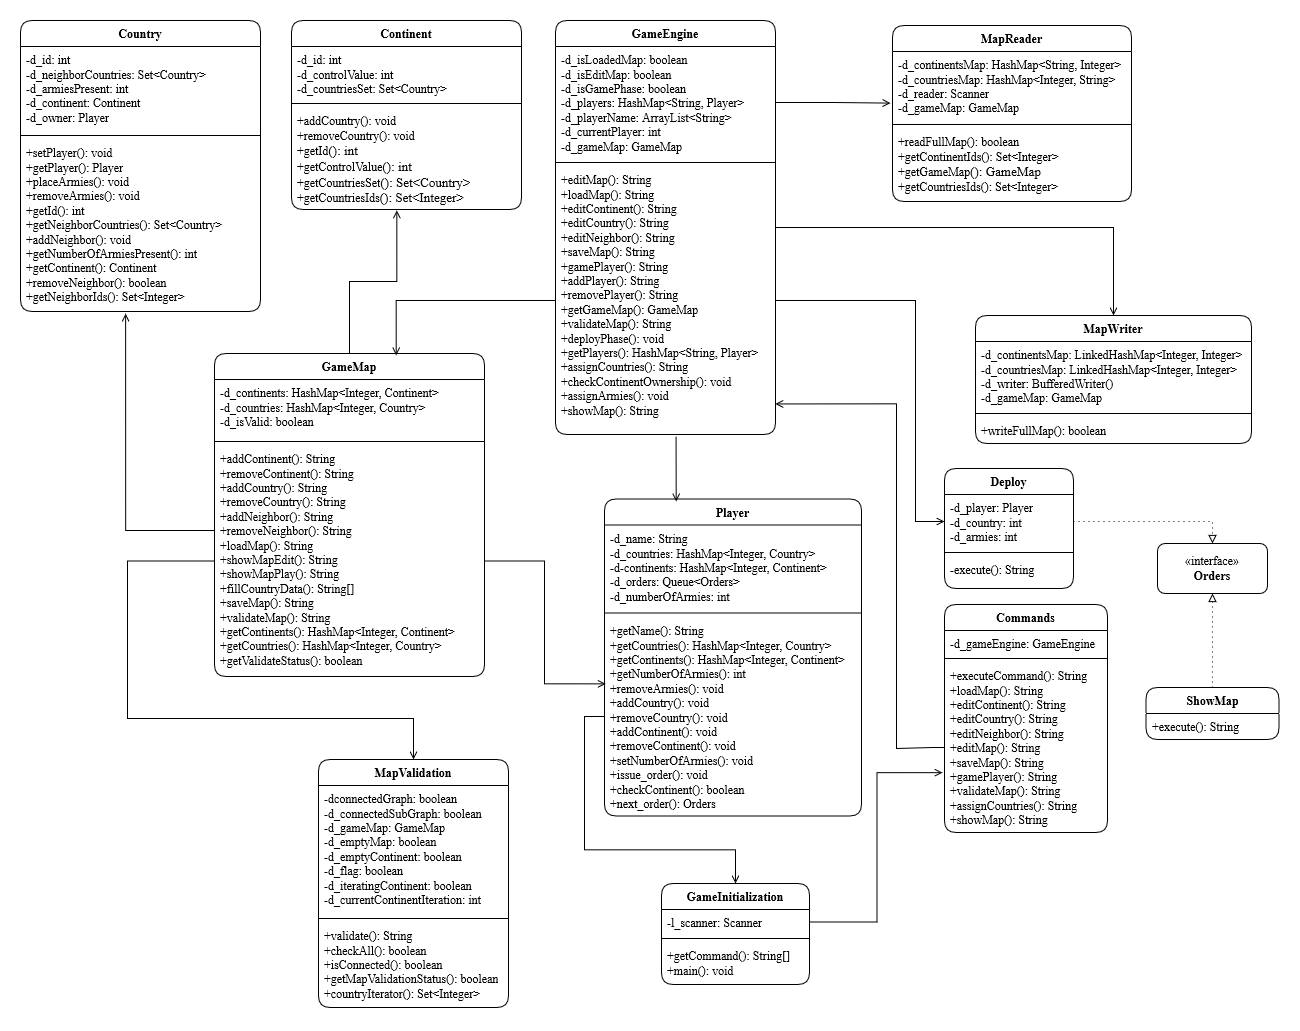 Country
-d_id: int
-d_neighborCountries: Set<Country>
-d_armiesPresent: int
-d_continent: Continent
-d_owner: Player
+setPlayer(): void
+getPlayer(): Player
+placeArmies(): void
+removeArmies(): void
+getId(): int
+getNeighborCountries(): Set<Country>
+addNeighbor(): void
+getNumberOfArmiesPresent(): int
+getContinent(): Continent
+removeNeighbor(): boolean
+getNeighborIds(): Set<Integer>
Continent
-d_id: int
-d_controlValue: int
-d_countriesSet: Set<Country>
+addCountry(): void
+removeCountry(): void
+getId(): int
+getControlValue(): int
+getCountriesSet(): Set<Country>
+getCountriesIds(): Set<Integer>
GameEngine
-d_isLoadedMap: boolean
-d_isEditMap: boolean
-d_isGamePhase: boolean
-d_players: HashMap<String, Player>
-d_playerName: ArrayList<String>
-d_currentPlayer: int
-d_gameMap: GameMap
+editMap(): String
+loadMap(): String
+editContinent(): String
+editCountry(): String
+editNeighbor(): String
+saveMap(): String
+gamePlayer(): String
+addPlayer(): String
+removePlayer(): String
+getGameMap(): GameMap
+validateMap(): String
+deployPhase(): void
+getPlayers(): HashMap<String, Player>
+assignCountries(): String
+checkContinentOwnership(): void
+assignArmies(): void
+showMap(): String
MapReader
-d_continentsMap: HashMap<String, Integer>
-d_countriesMap: HashMap<Integer, String>
-d_reader: Scanner
-d_gameMap: GameMap
+readFullMap(): boolean
+getContinentIds(): Set<Integer>
+getGameMap(): GameMap
+getCountriesIds(): Set<Integer>
MapWriter
-d_continentsMap: LinkedHashMap<Integer, Integer>
-d_countriesMap: LinkedHashMap<Integer, Integer>
-d_writer: BufferedWriter()
-d_gameMap: GameMap
+writeFullMap(): boolean
GameMap
-d_continents: HashMap<Integer, Continent>
-d_countries: HashMap<Integer, Country>
-d_isValid: boolean
+addContinent(): String
+removeContinent(): String
+addCountry(): String
+removeCountry(): String
+addNeighbor(): String
+removeNeighbor(): String
+loadMap(): String
+showMapEdit(): String
+showMapPlay(): String
+fillCountryData(): String[]
+saveMap(): String
+validateMap(): String
+getContinents(): HashMap<Integer, Continent>
+getCountries(): HashMap<Integer, Country>
+getValidateStatus(): boolean
Player
-d_name: String
-d_countries: HashMap<Integer, Country>
-d-continents: HashMap<Integer, Continent>
-d_orders: Queue<Orders>
-d_numberOfArmies: int
+getName(): String
+getCountries(): HashMap<Integer, Country>
+getContinents(): HashMap<Integer, Continent>
+getNumberOfArmies(): int
+removeArmies(): void
+addCountry(): void
+removeCountry(): void
+addContinent(): void
+removeContinent(): void
+setNumberOfArmies(): void
+issue_order(): void
+checkContinent(): boolean
+next_order(): Orders
Deploy
-d_player: Player
-d_country: int
-d_armies: int
-execute(): String
«interface»
Orders
Commands
-d_gameEngine: GameEngine
+executeCommand(): String
+loadMap(): String
+editContinent(): String
+editCountry(): String
+editNeighbor(): String
+editMap(): String
+saveMap(): String
+gamePlayer(): String
+validateMap(): String
+assignCountries(): String
+showMap(): String
ShowMap
+execute(): String
MapValidation
-dconnectedGraph: boolean
-d_connectedSubGraph: boolean
-d_gameMap: GameMap
-d_emptyMap: boolean
-d_emptyContinent: boolean
-d_flag: boolean
-d_iteratingContinent: boolean
-d_currentContinentIteration: int
+validate(): String
+checkAll(): boolean
+isConnected(): boolean
+getMapValidationStatus(): boolean
+countryIterator(): Set<Integer>
GameInitialization
-l_scanner: Scanner
+getCommand(): String[]
+main(): void